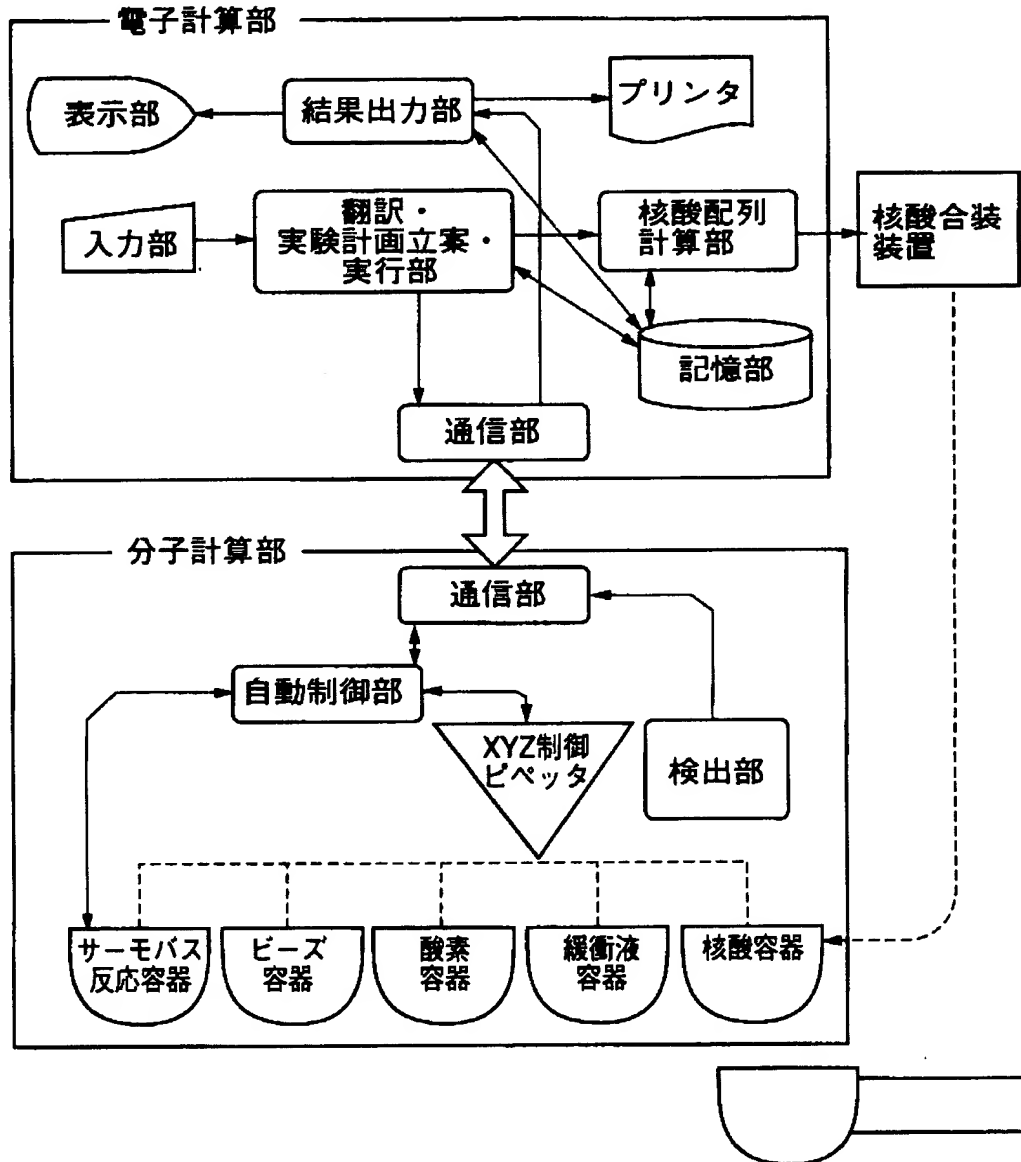 電子計算部
表示部
結果出力部
プリンタ
入力部
翻訳・
実験計画立案・
実行部
核酸配列
計算部
核酸合装
装置
記憶部
通信部
分子計算部
通信部
自動制御部
XYZ制御
ピペッタ
検出部
サーモバス
反応容器
ビーズ
容器
酸素
容器
緩衝液
容器
核酸容器